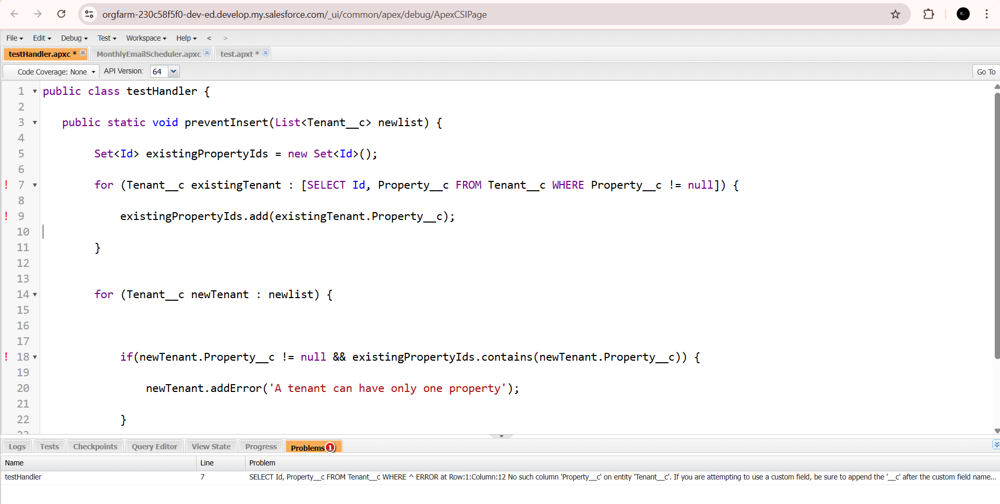 orgfarm-230c58f5f0-dev-ed.develop.my.salesforce.com/_ui/common/apex/debug/ApexCSIPage
File Edit Debug Test Workspace Help < >
testHandler.apxc * MonthlyEmailScheduler.apxc test.apxt *
Code Coverage: None API Version: 64 Go To
1 public class testHandler {
2
3 public static void preventInsert(List<Tenant__c> newlist) {
4
5 Set<Id> existingPropertyIds = new Set<Id>();
6
! 7 for (Tenant__c existingTenant : [SELECT Id, Property__c FROM Tenant__c WHERE Property__c != null]) {
8
! 9 existingPropertyIds.add(existingTenant.Property__c);
10
11 }
12
13
14 for (Tenant__c newTenant : newlist) {
15
16
17
! 18 if(newTenant.Property__c != null && existingPropertyIds.contains(newTenant.Property__c)) {
19
20 newTenant.addError('A tenant can have only one property');
21
22 }
23
Logs Tests Checkpoints Query Editor View State Progress Problems 1
Name Line Problem
testHandler 7 SELECT Id, Property__c FROM Tenant__c WHERE ^ ERROR at Row:1:Column:12 No such column 'Property__c' on entity 'Tenant__c'. If you are attempting to use a custom field, be sure to append the '__c' after the custom field name...